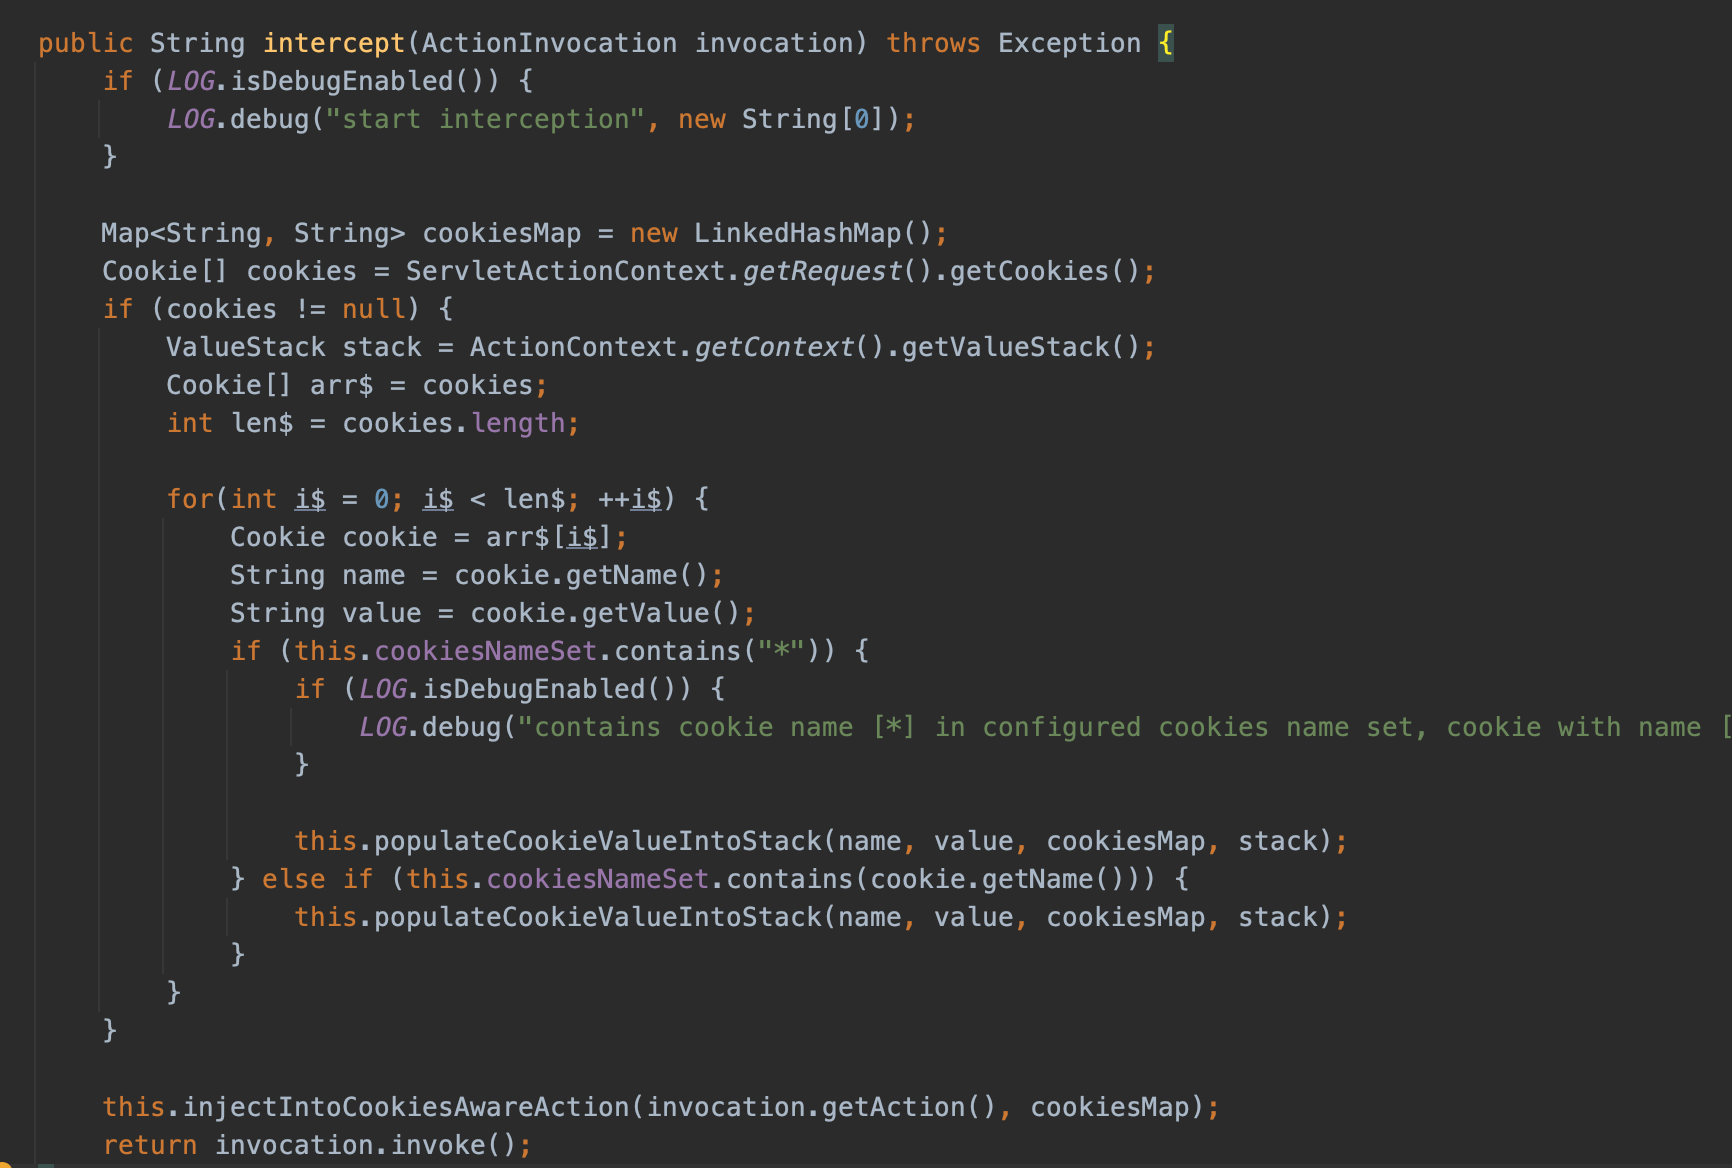 public String intercept(ActionInvocation invocation) throws Exception {
    if (LOG.isDebugEnabled()) {
        LOG.debug("start interception", new String[0]);
    }

    Map<String, String> cookiesMap = new LinkedHashMap();
    Cookie[] cookies = ServletActionContext.getRequest().getCookies();
    if (cookies != null) {
        ValueStack stack = ActionContext.getContext().getValueStack();
        Cookie[] arr$ = cookies;
        int len$ = cookies.length;

        for(int i$ = 0; i$ < len$; ++i$) {
            Cookie cookie = arr$[i$];
            String name = cookie.getName();
            String value = cookie.getValue();
            if (this.cookiesNameSet.contains("*")) {
                if (LOG.isDebugEnabled()) {
                    LOG.debug("contains cookie name [*] in configured cookies name set, cookie with name [
                }

                this.populateCookieValueIntoStack(name, value, cookiesMap, stack);
            } else if (this.cookiesNameSet.contains(cookie.getName())) {
                this.populateCookieValueIntoStack(name, value, cookiesMap, stack);
            }
        }
    }

    this.injectIntoCookiesAwareAction(invocation.getAction(), cookiesMap);
    return invocation.invoke();